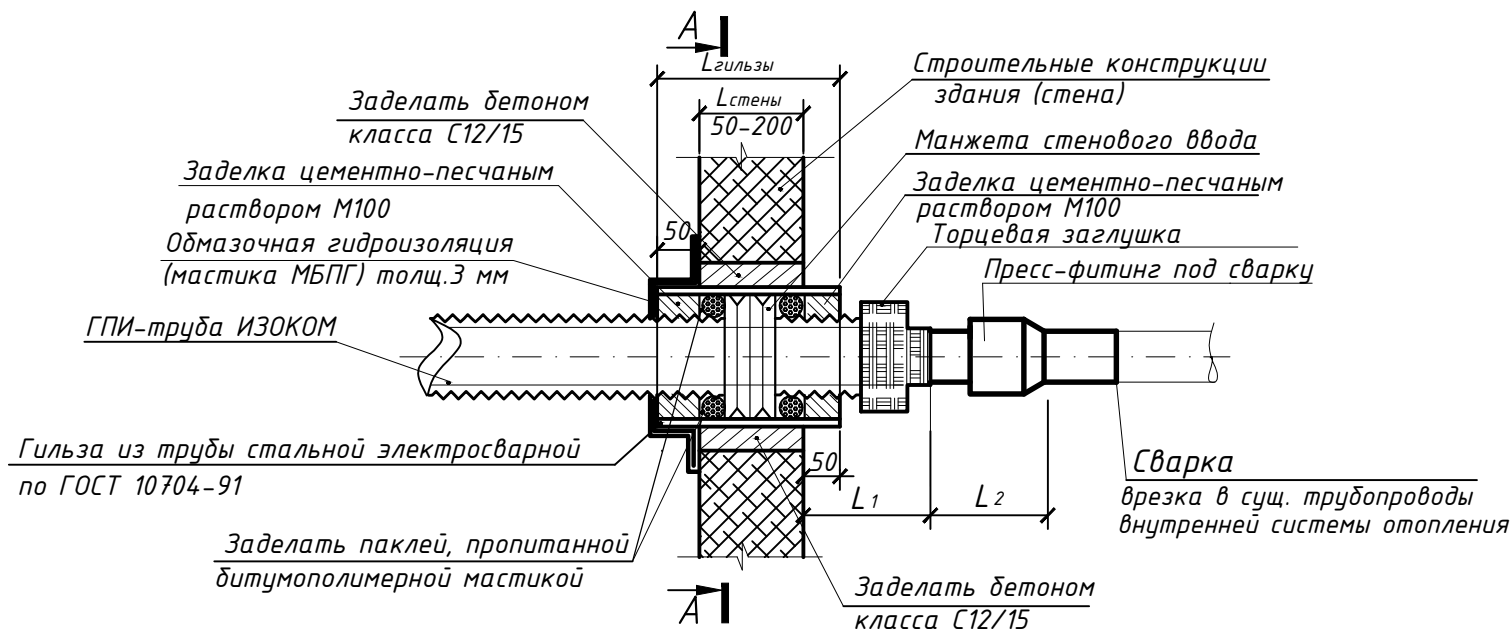 А
Lгильзы
Lстены
50-200
Заделать бетоном
класса С12/15
Заделка цементно-песчаным
раствором М100
50
Обмазочная гидроизоляция
(мастика МБПГ) толщ.3 мм
ГПИ-труба ИЗОКОМ
Гильза из трубы стальной электросварной
по ГОСТ 10704-91
Заделать паклей, пропитанной
битумополимерной мастикой
А
Строительные конструкции
здания (стена)
Манжета стенового ввода
Заделка цементно-песчаным
раствором М100
Торцевая заглушка
Пресс-фитинг под сварку
50
L1
L2
Сварка
врезка в сущ. трубопроводы
внутренней системы отопления
Заделать бетоном
класса С12/15